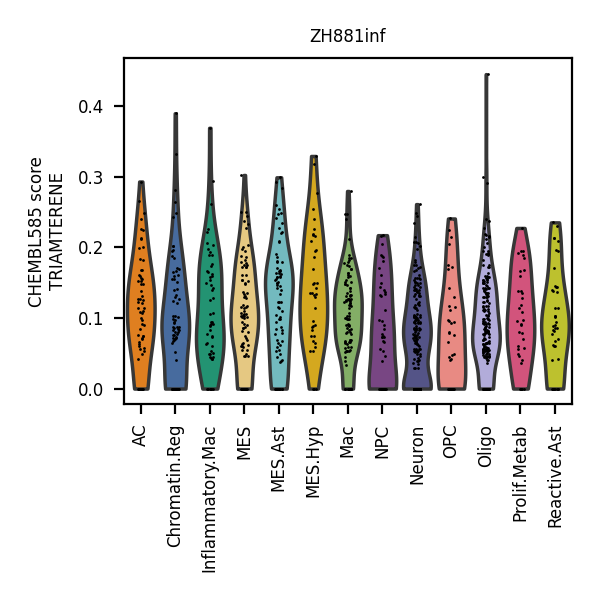 ZH881inf
CHEMBL585 score
TRIAMTERENE
0.4
0.3
0.2
0.1
0.0
AC
Chromatin.Reg
Inflammatory.Mac
MES
MES.Ast
MES.Hyp
Mac
NPC
Neuron
OPC
Oligo
Prolif.Metab
Reactive.Ast